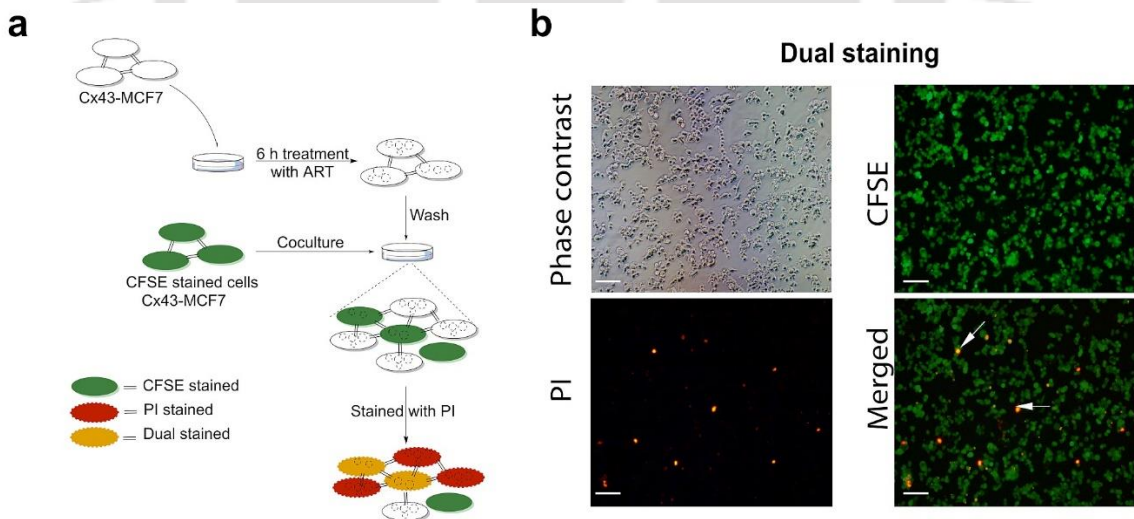 a
Cx43-MCF7
6 h treatment
with ART
Wash
CFSE stained cells
Cx43-MCF7
Coculture
CFSE stained
PI stained
Dual stained
Stained with PI
b
Dual staining
Phase contrast
CFSE
PI
Merged